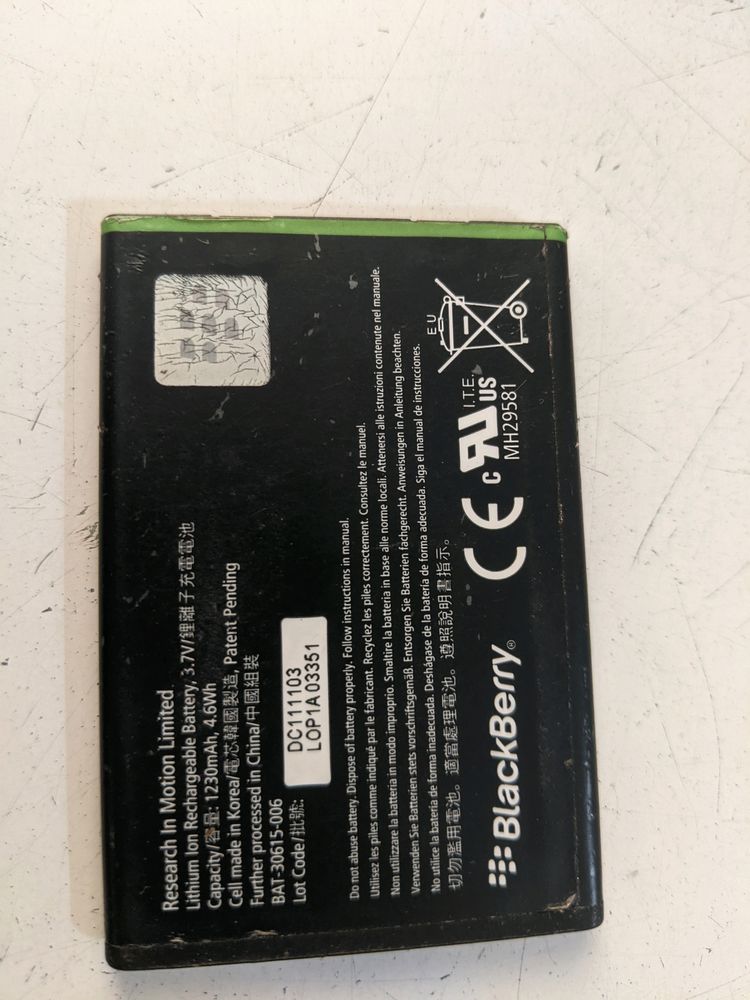 Research In Motion Limited
Lithium Ion Rechargeable Battery, 3.7V/鋰離子充電電池
Capacity/容量: 1230mAh, 4.6Wh
Cell made in Korea/電芯韓國製造, Patent Pending
Further processed in China/中國組裝
BAT-30615-006
Lot Code/批號:
DC111103
LOP1A03351
Do not abuse battery. Dispose of battery properly. Follow instructions in manual.
Utilisez les piles comme indiqué par le fabricant. Recyclez les piles correctement. Consultez le manuel.
Non utilizzare la batteria in modo improprio. Smaltire la batteria in base alle norme locali. Attenersi alle istruzioni contenute nel manuale.
Verwenden Sie Batterien stets vorschriftsgemäß. Entsorgen Sie Batterien fachgerecht. Anweisungen in Anleitung beachten.
No utilice la batería de forma inadecuada. Deshágase de la batería de forma adecuada. Siga el manual de instrucciones.
切勿濫用電池。適當處理電池。遵照說明書指示。
BlackBerry®
CE
c RU US
I.T.E.
MH29581
EU